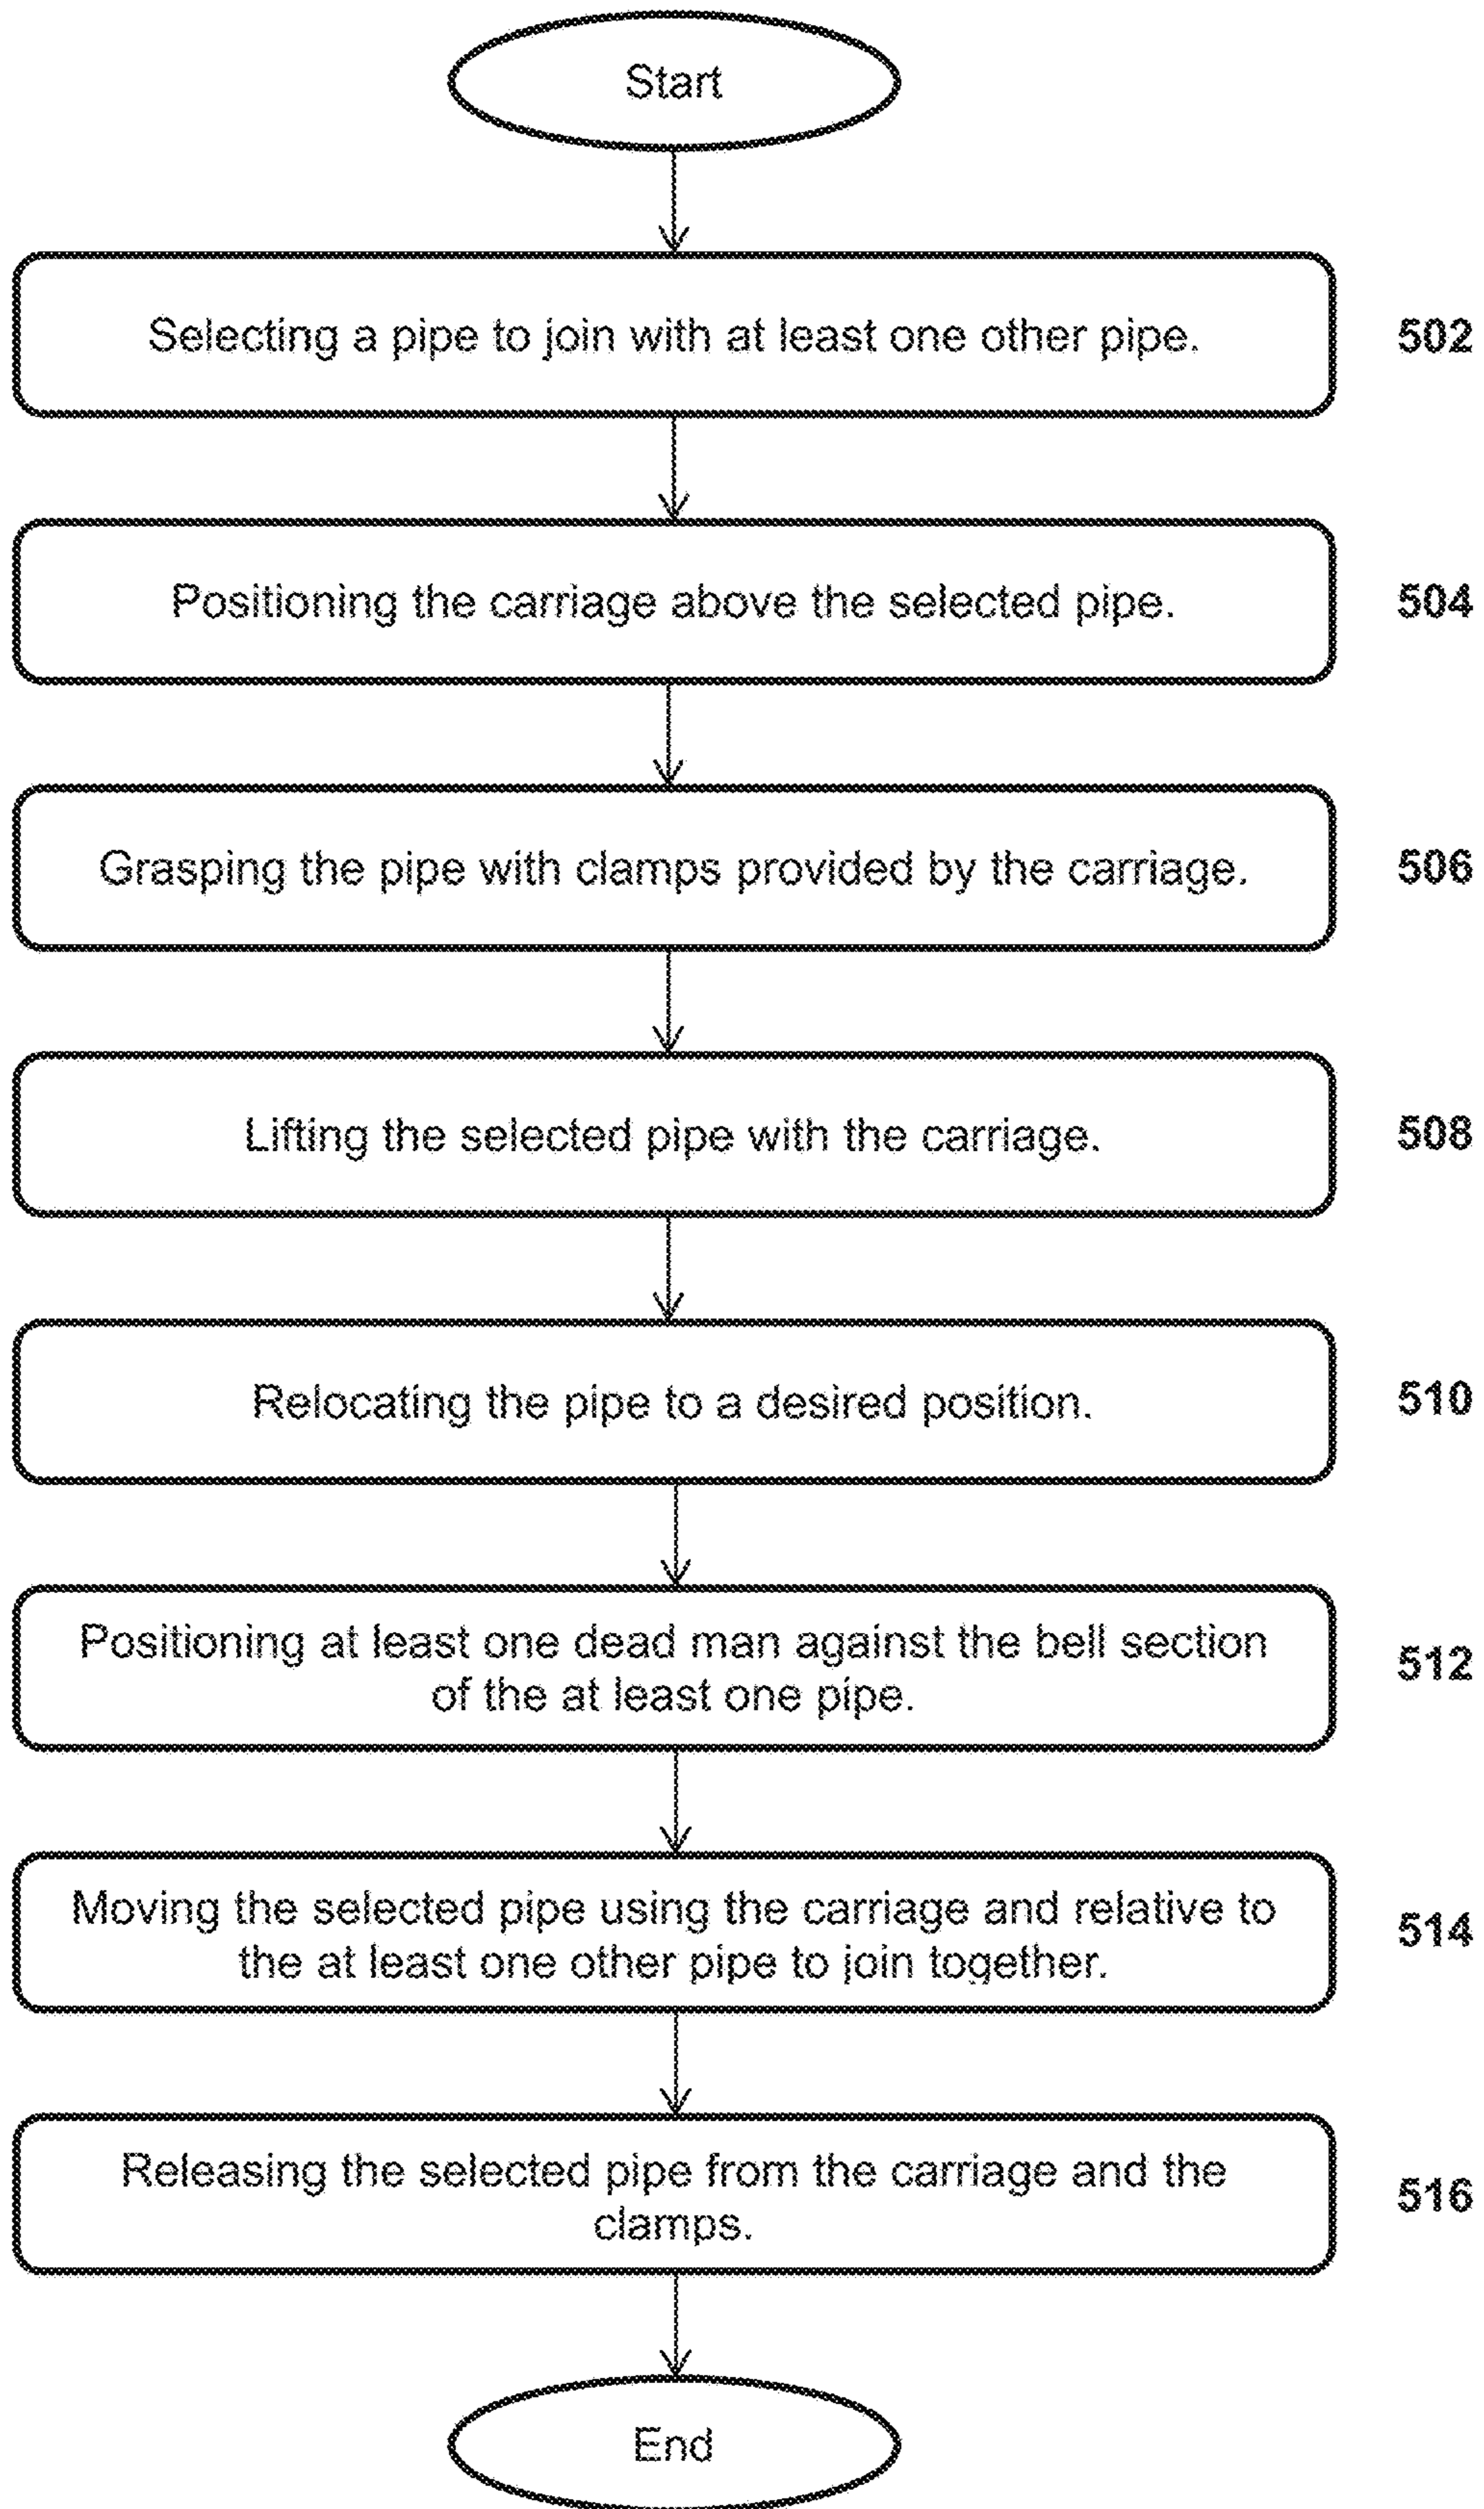 Start
Selecting a pipe to join with at least one other pipe.
502
Positioning the carriage above the selected pipe.
504
Grasping the pipe with clamps provided by the carriage.
506
Lifting the selected pipe with the carriage.
508
Relocating the pipe to a desired position.
510
Positioning at least one dead man against the bell section
of the at least one pipe.
512
Moving the selected pipe using the carriage and relative to
the at least one other pipe to join together.
514
Releasing the selected pipe from the carriage and the
clamps.
516
End